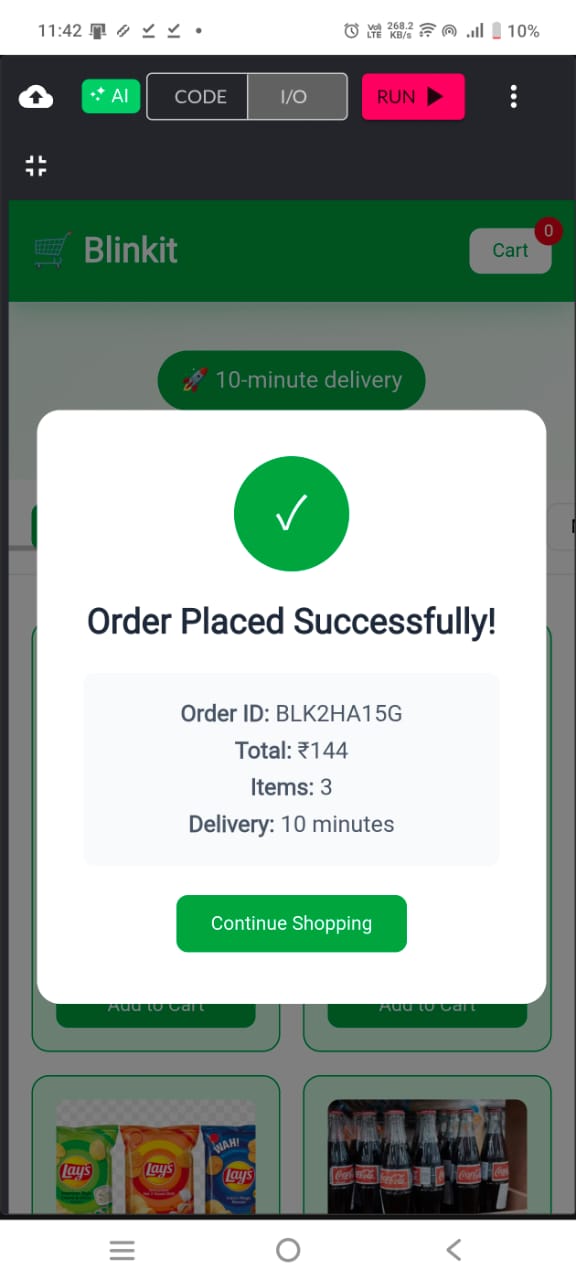 11:42 Vo) LTE 268.2 KB/s 10%
AI CODE I/O RUN
Blinkit Cart 0
🚀 10-minute delivery
✓
Order Placed Successfully!
Order ID: BLK2HA15G
Total: ₹144
Items: 3
Delivery: 10 minutes
Continue Shopping
Add to Cart Add to Cart
Lay's Lay's WAH! Lay's
Coca-Cola